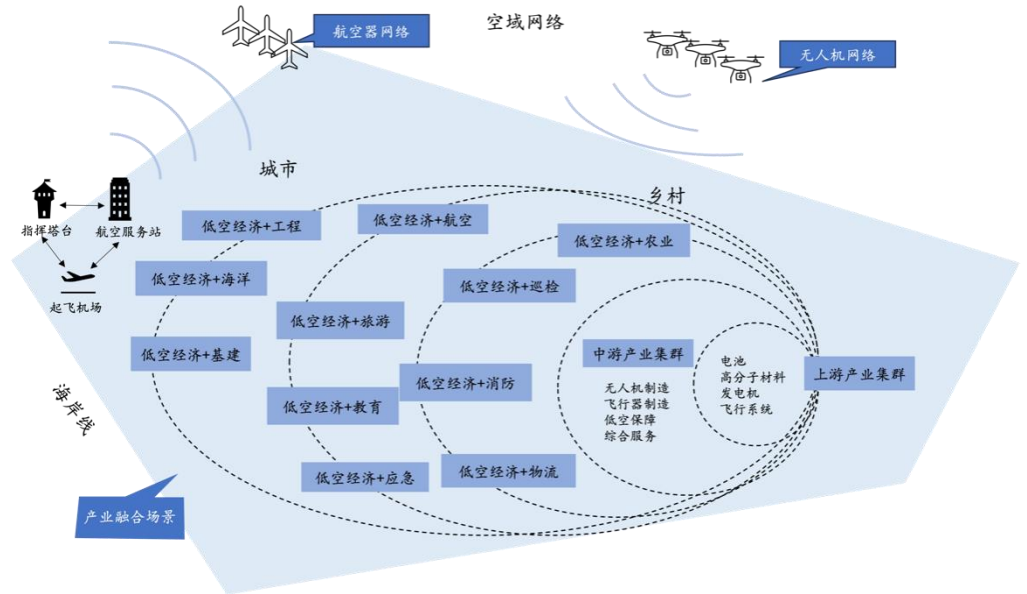 空域网络
航空器网络
无人机网络
城市
乡村
指挥塔台
航空服务站
起飞机场
低空经济+工程
低空经济+航空
低空经济+农业
低空经济+海洋
低空经济+巡检
低空经济+旅游
低空经济+基建
低空经济+消防
低空经济+教育
低空经济+应急
低空经济+物流
中游产业集群
无人机制造
飞行器制造
低空保障
综合服务
电池
高分子材料
发电机
飞行系统
上游产业集群
海岸线
产业融合场景